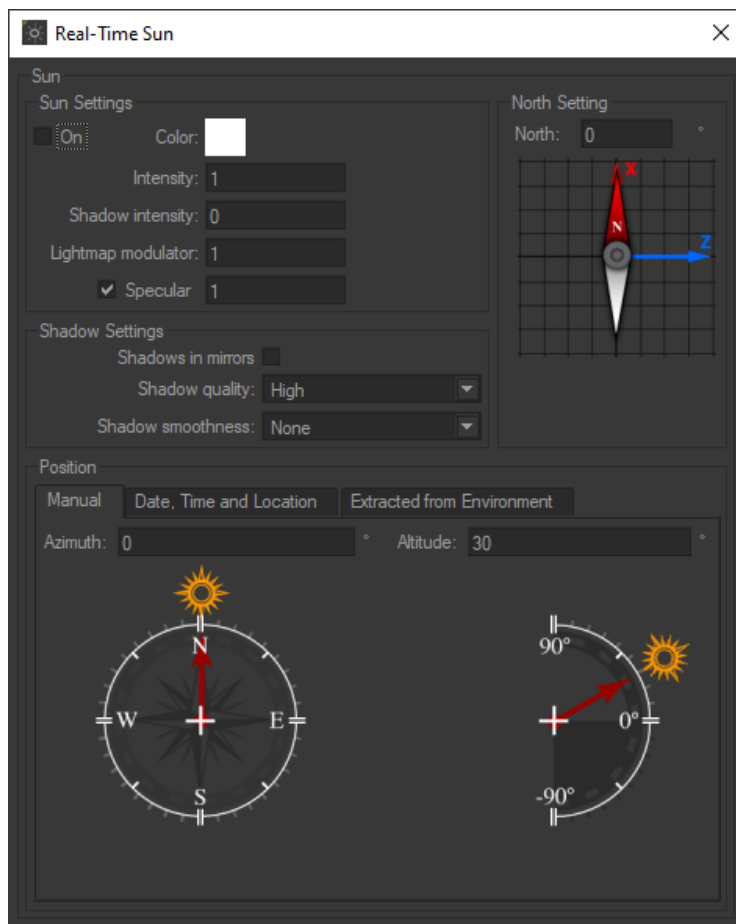 Real-Time Sun
Sun
Sun Settings
On
Color:
Intensity: 1
Shadow intensity: 0
Lightmap modulator: 1
Specular 1
North Setting
North: 0 °
X
N
Z
Shadow Settings
Shadows in mirrors
Shadow quality: High
Shadow smoothness: None
Position
Manual
Date, Time and Location
Extracted from Environment
Azimuth: 0 °
Altitude: 30 °
N
W
E
S
90°
0°
-90°